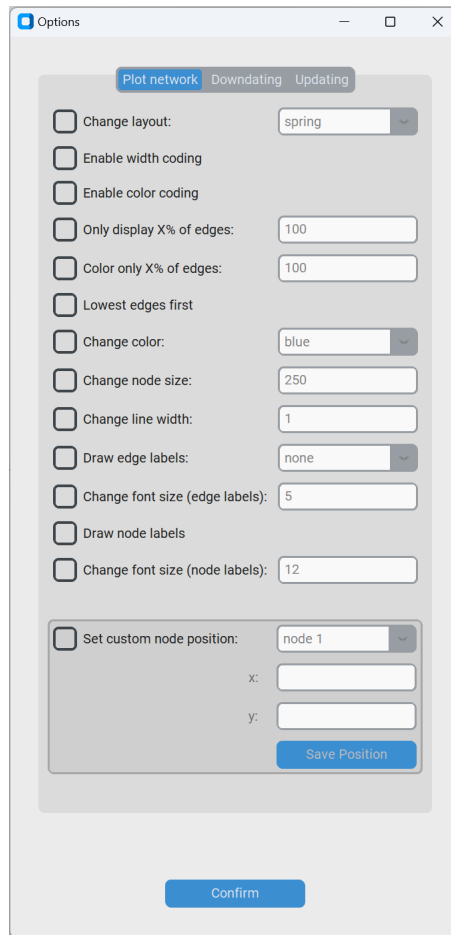 Options
Plot network Downdating Updating
Change layout: spring
Enable width coding
Enable color coding
Only display X% of edges: 100
Color only X% of edges: 100
Lowest edges first
Change color: blue
Change node size: 250
Change line width: 1
Draw edge labels: none
Change font size (edge labels): 5
Draw node labels
Change font size (node labels): 12
Set custom node position: node 1
x:
y:
Save Position
Confirm